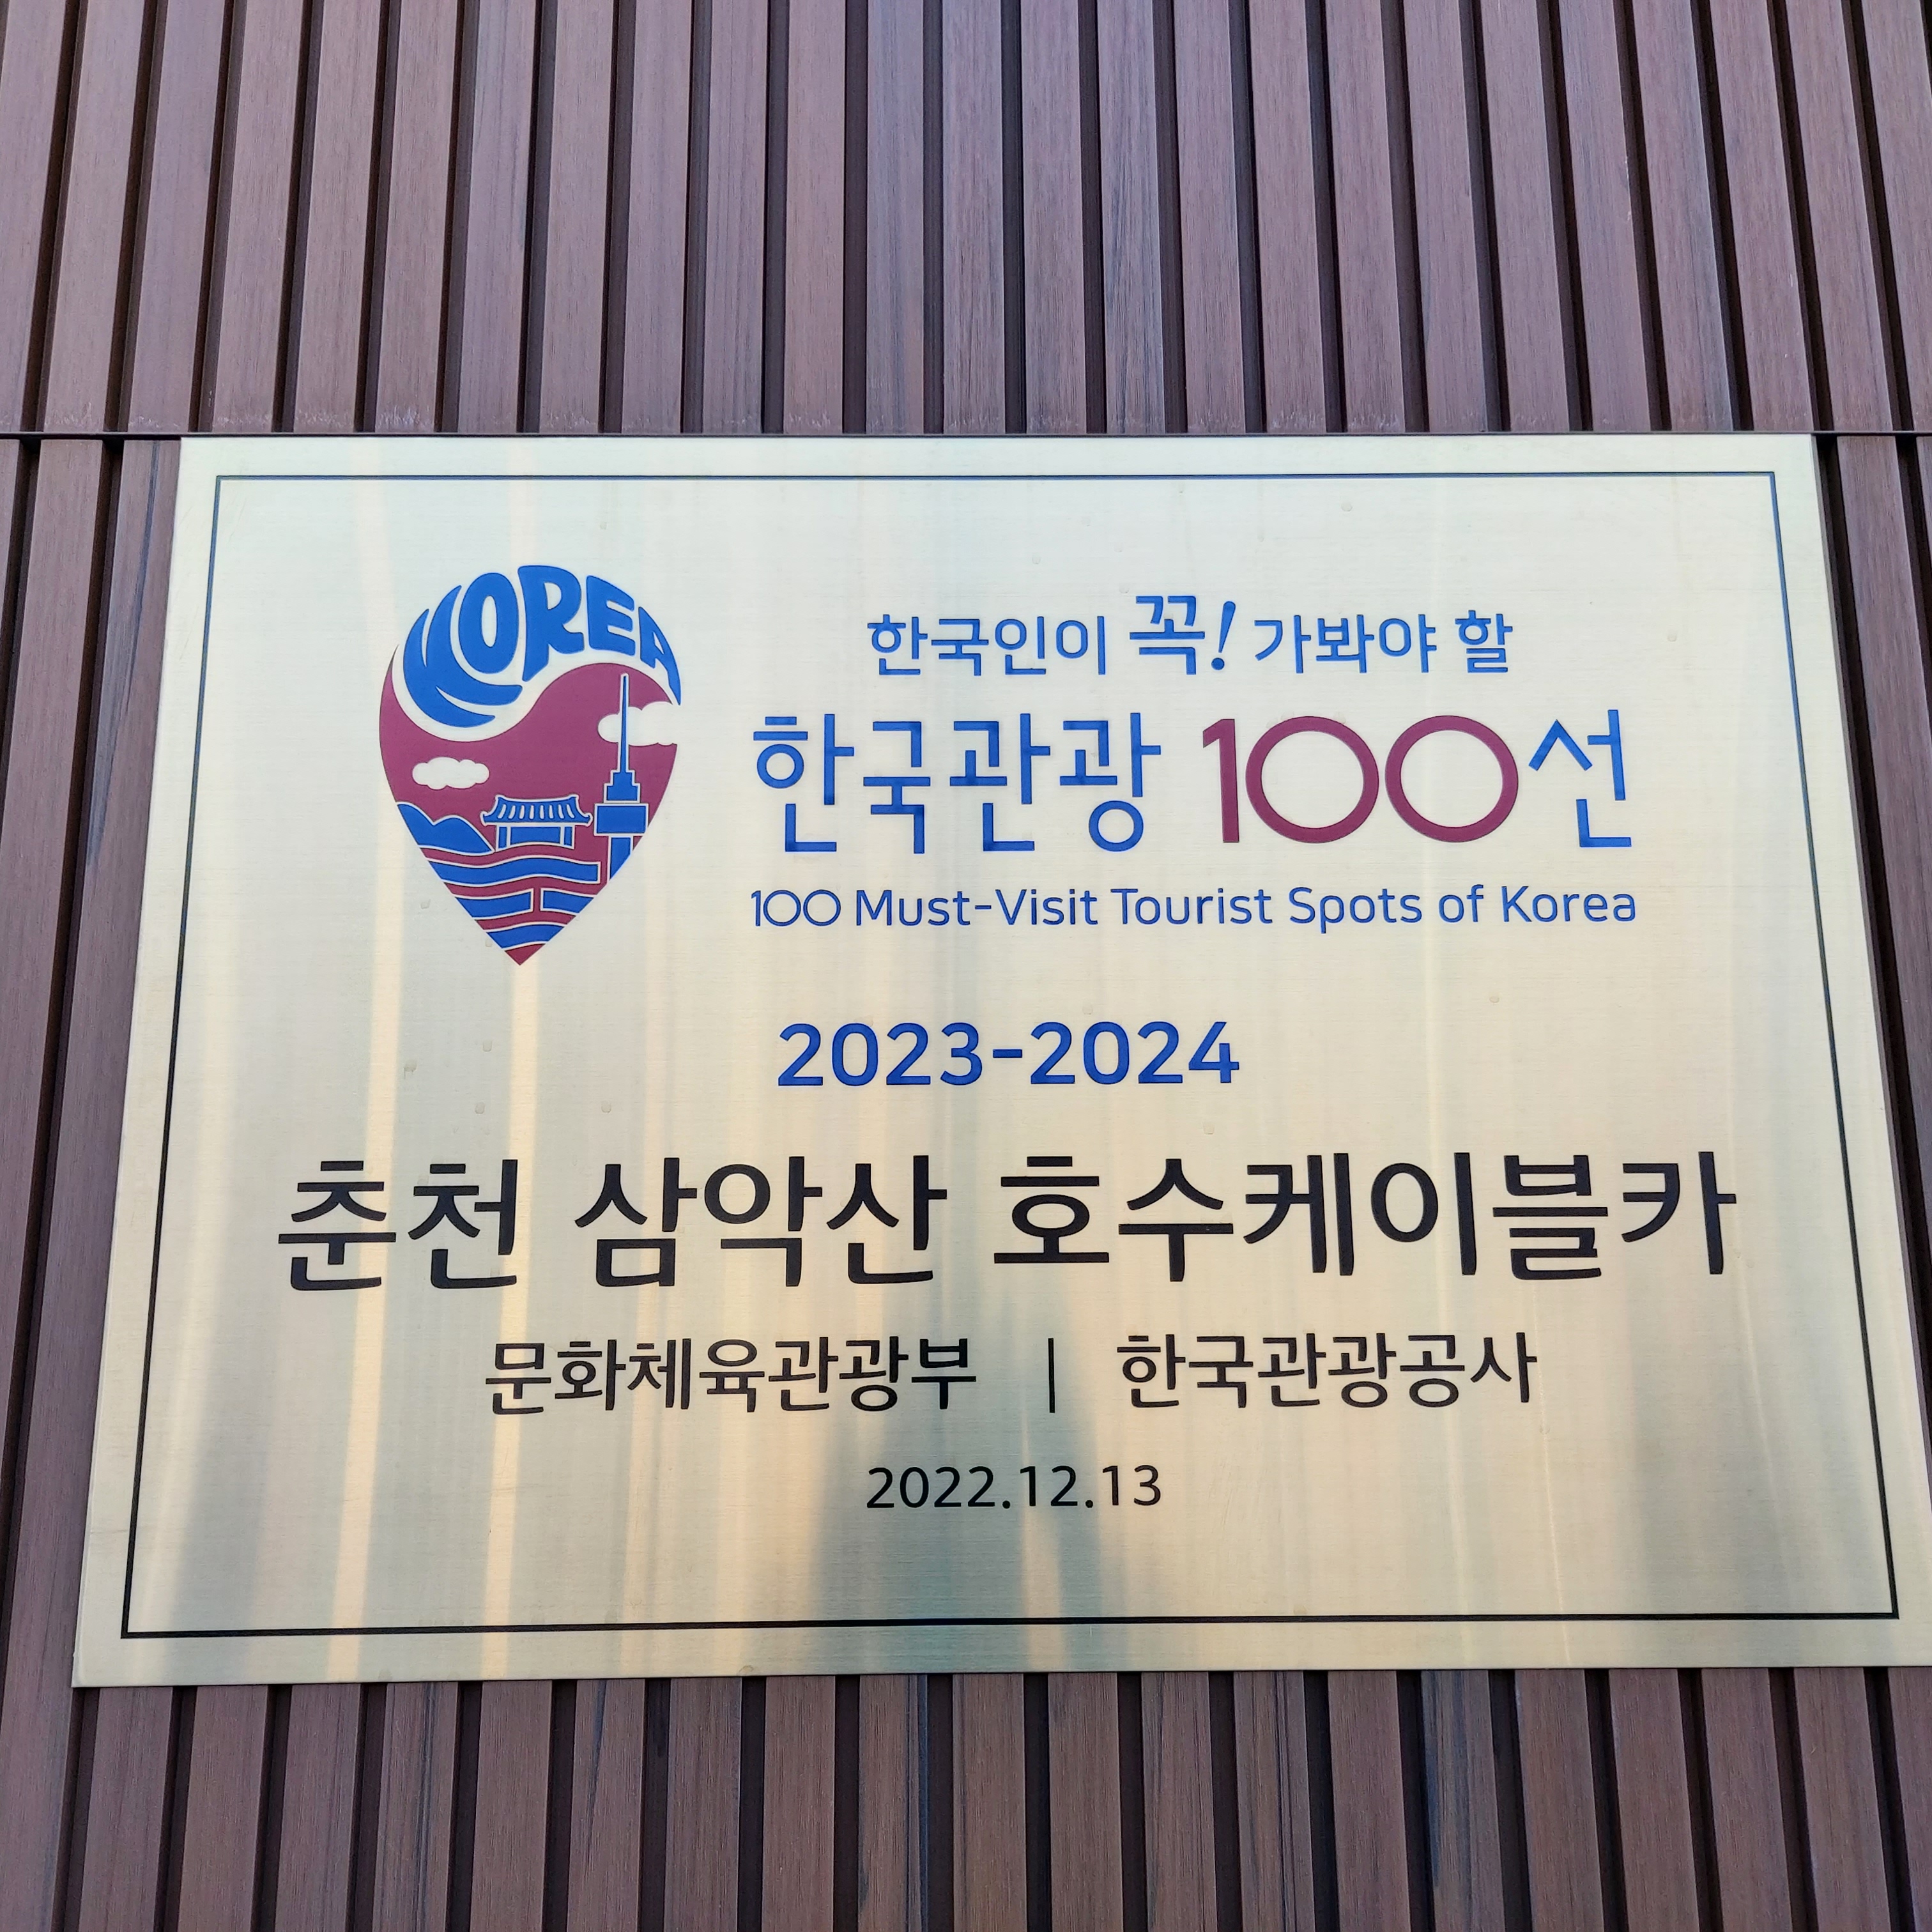 KOREA
한국인이 꼭! 가봐야 할
한국관광 100선
100 Must-Visit Tourist Spots of Korea
2023-2024
춘천 삼악산 호수케이블카
문화체육관광부 | 한국관광공사
2022.12.13